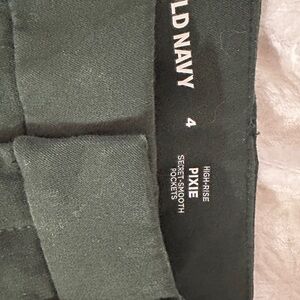 LD NAVY
4
HIGH-RISE
PIXIE
SECRET-SMOOTH
POCKETS